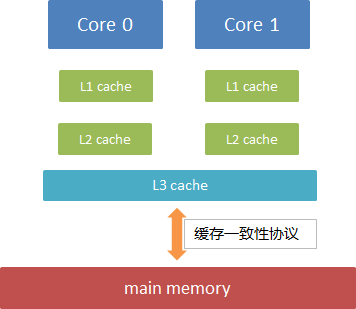 Core 0
Core 1
L1 cache
L1 cache
L2 cache
L2 cache
L3 cache
缓存一致性协议
main memory